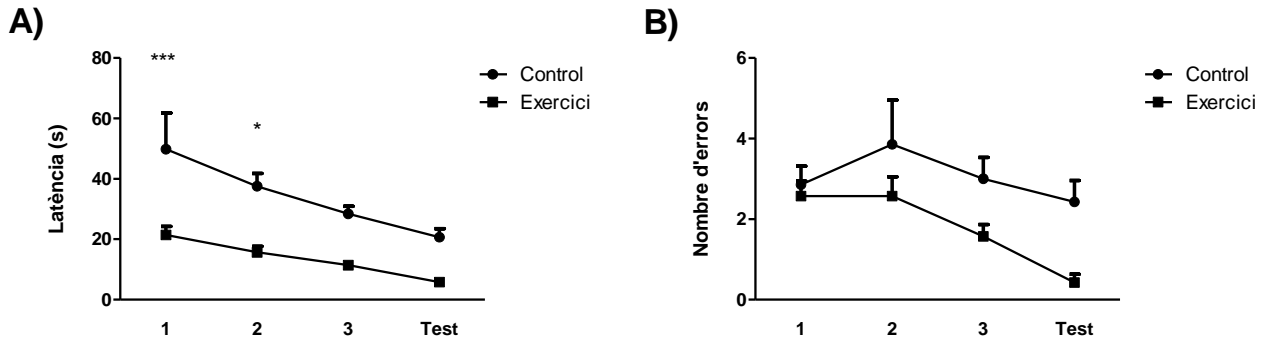 A)
Latència (s)
80
60
40
20
0
***
*
1 2 3 Test
Control
Exercici
B)
Nombre d'errors
6
4
2
0
1 2 3 Test
Control
Exercici